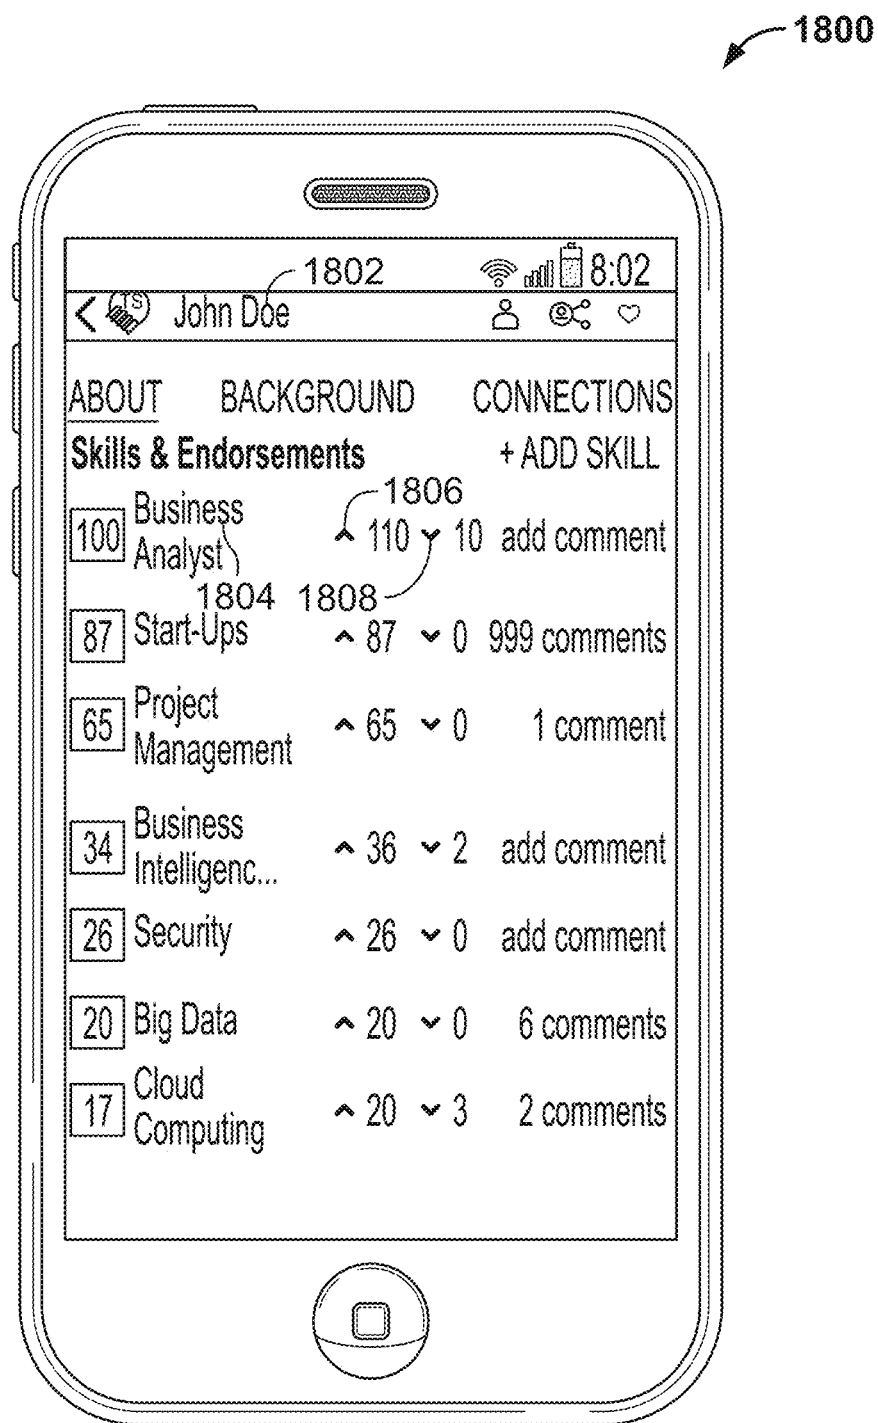 1800
1802
8:02
TS
John Doe
ABOUT BACKGROUND CONNECTIONS
Skills & Endorsements + ADD SKILL
1806
100 Business Analyst 110 10 add comment
1804 1808
87 Start-Ups 87 0 999 comments
65 Project Management 65 0 1 comment
34 Business Intelligenc... 36 2 add comment
26 Security 26 0 add comment
20 Big Data 20 0 6 comments
17 Cloud Computing 20 3 2 comments